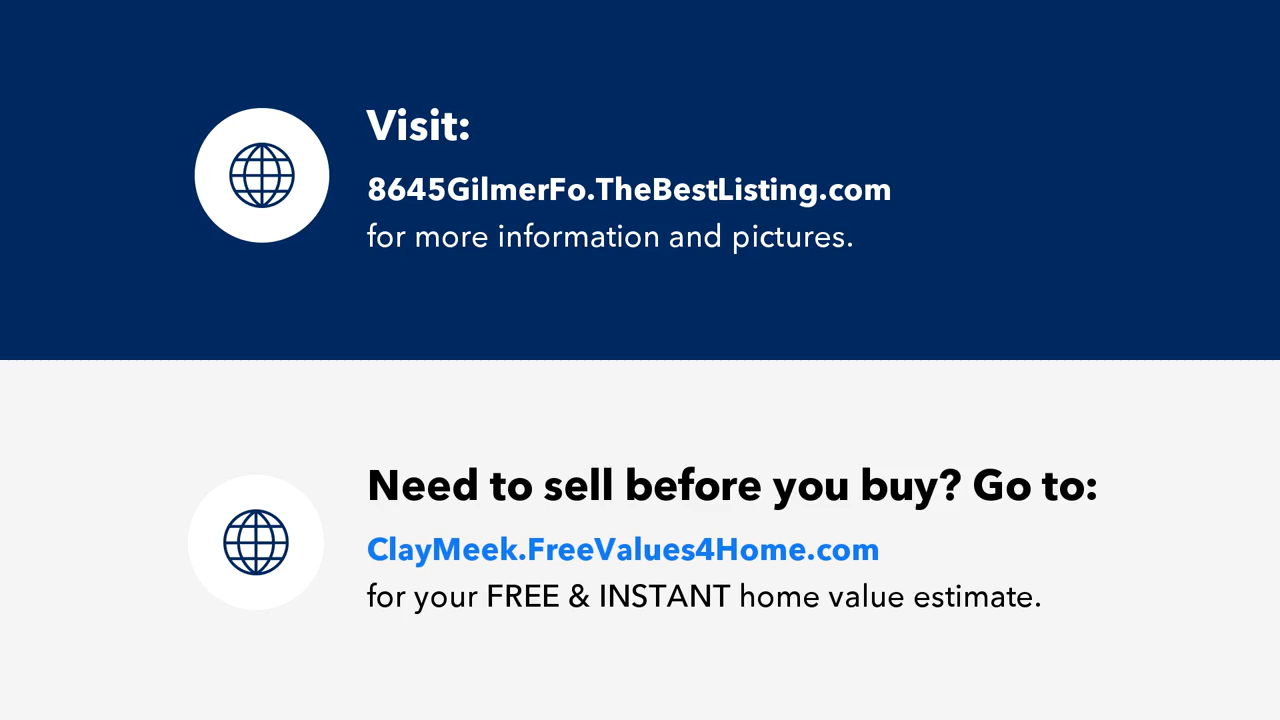 Visit:
8645GilmerFo.TheBestListing.com
for more information and pictures.
Need to sell before you buy? Go to:
ClayMeek.FreeValues4Home.com
for your FREE & INSTANT home value estimate.